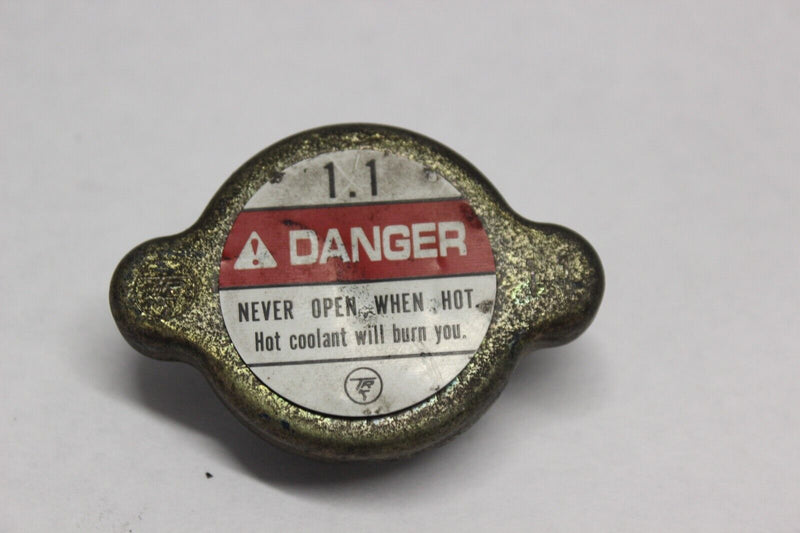 1.1
DANGER
NEVER OPEN WHEN HOT.
Hot coolant will burn you.